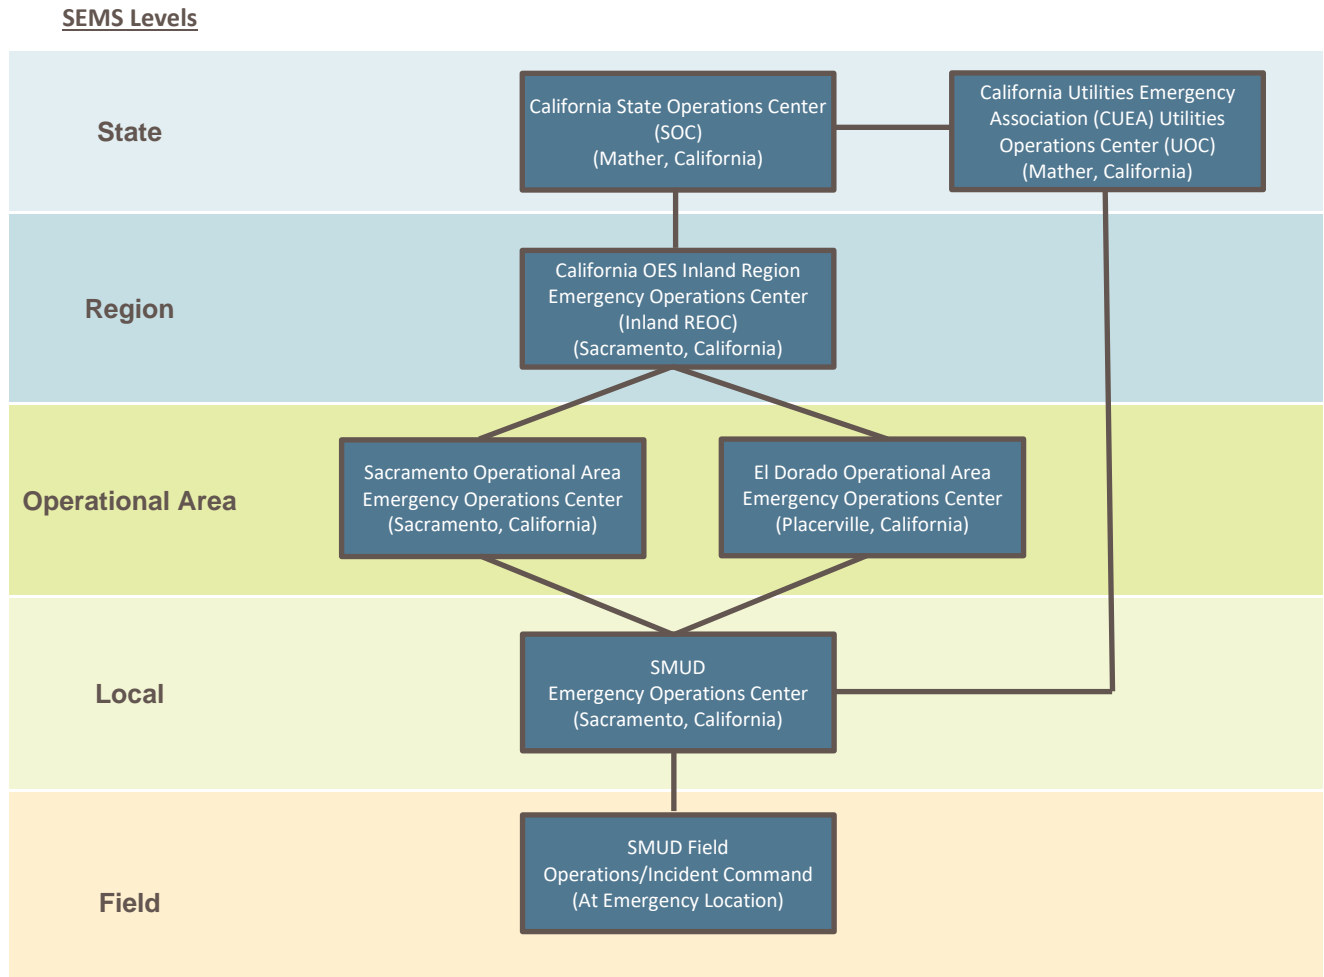 SEMS Levels
State
California State Operations Center
(SOC)
(Mather, California)
California Utilities Emergency
Association (CUEA) Utilities
Operations Center (UOC)
(Mather, California)
Region
California OES Inland Region
Emergency Operations Center
(Inland REOC)
(Sacramento, California)
Operational Area
Sacramento Operational Area
Emergency Operations Center
(Sacramento, California)
El Dorado Operational Area
Emergency Operations Center
(Placerville, California)
Local
SMUD
Emergency Operations Center
(Sacramento, California)
Field
SMUD Field
Operations/Incident Command
(At Emergency Location)